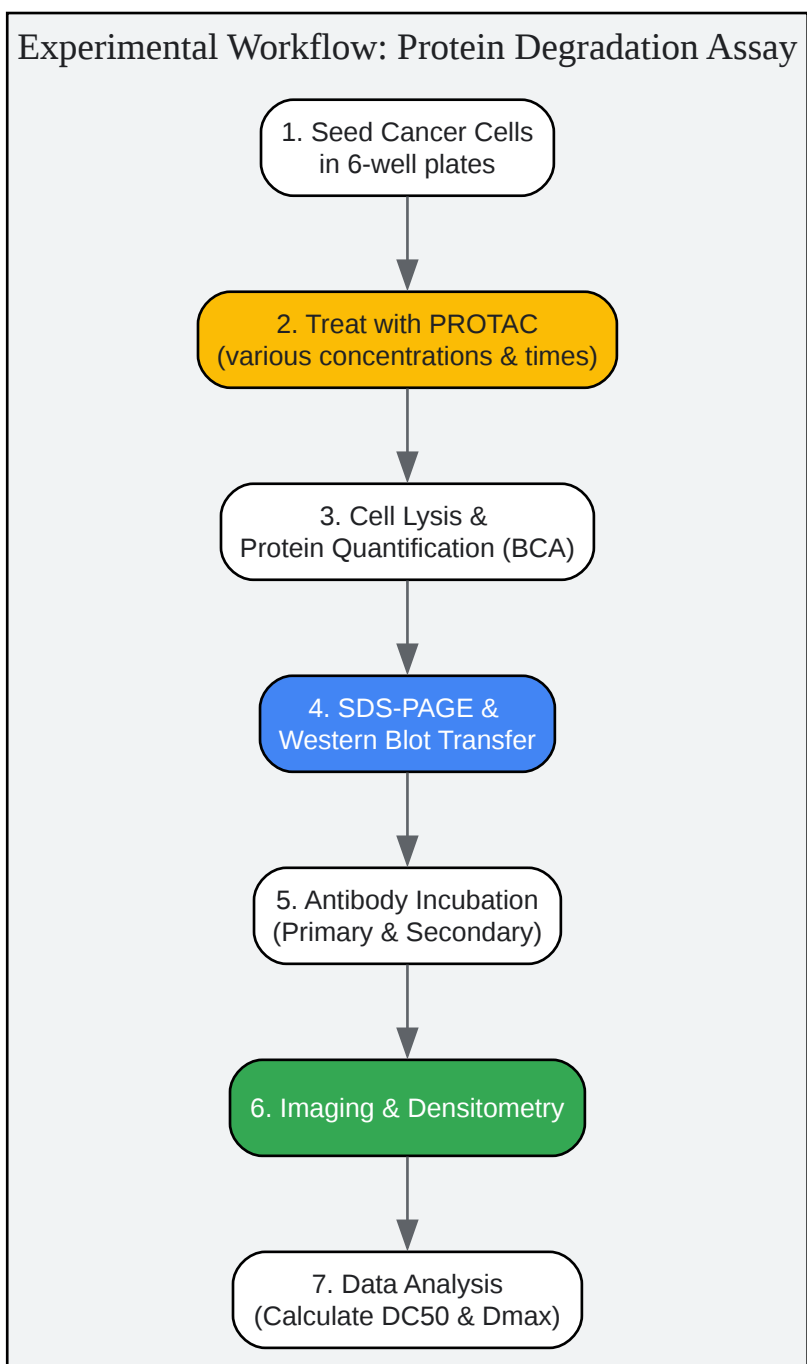 Experimental Workflow: Protein Degradation Assay
1. Seed Cancer Cells
in 6-well plates
2. Treat with PROTAC
(various concentrations & times)
3. Cell Lysis &
Protein Quantification (BCA)
4. SDS-PAGE &
Western Blot Transfer
5. Antibody Incubation
(Primary & Secondary)
6. Imaging & Densitometry
7. Data Analysis
(Calculate DC50 & Dmax)